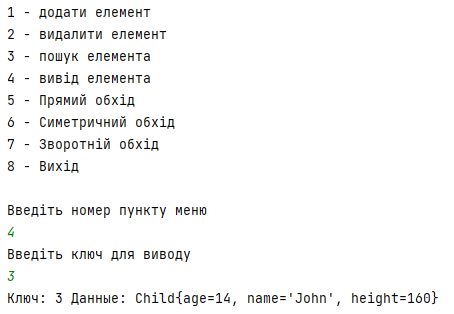 1 - додати елемент
2 - видалити елемент
3 - пошук елемента
4 - вивід елемента
5 - Прямий обхід
6 - Симетричний обхід
7 - Зворотній обхід
8 - Вихід
Введіть номер пункту меню
4
Введіть ключ для виводу
3
Ключ: 3 Данные: Child{age=14, name='John', height=160}